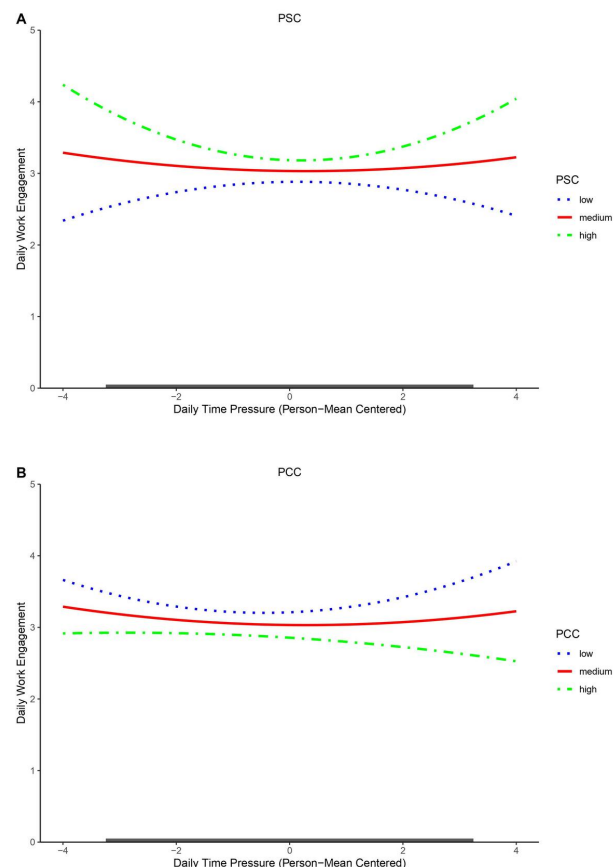 A
PSC
5
4
3
2
1
0
Daily Work Engagement
−4
−2
0
2
4
Daily Time Pressure (Person−Mean Centered)
PSC
low
medium
high
B
PCC
5
4
3
2
1
0
Daily Work Engagement
−4
−2
0
2
4
Daily Time Pressure (Person−Mean Centered)
PCC
low
medium
high